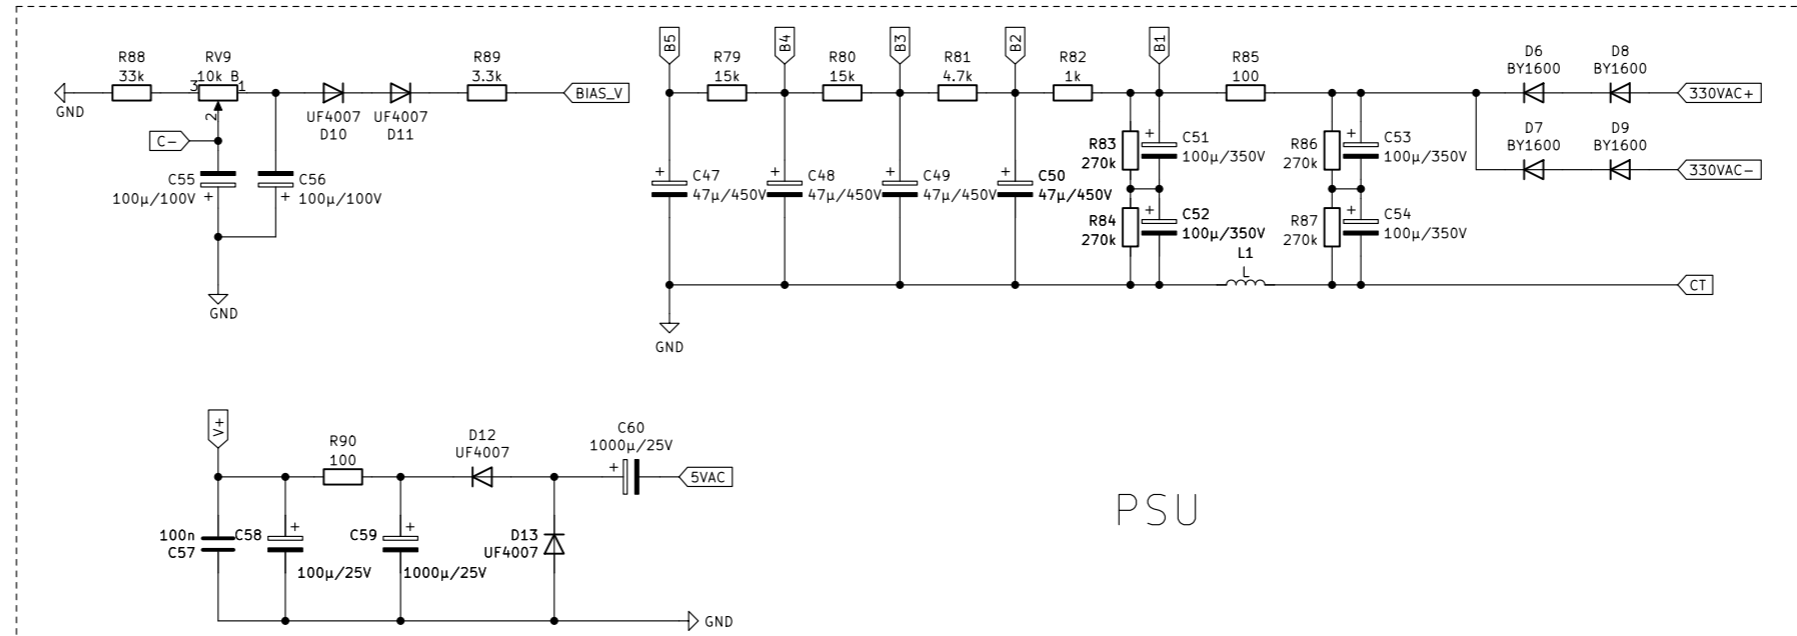 R88
33k
GND
RV9
10k B
3
1
2
C-
C55
100µ/100V
+
C56
100µ/100V
+
GND
UF4007
D10
UF4007
D11
R89
3.3k
BIAS_V
B5
R79
15k
B4
R80
15k
B3
R81
4.7k
B2
R82
1k
B1
R85
100
D6
BY1600
D8
BY1600
330VAC+
D7
BY1600
D9
BY1600
330VAC-
+
C47
47µ/450V
+
C48
47µ/450V
+
C49
47µ/450V
+
C50
47µ/450V
R83
270k
+
C51
100µ/350V
R84
270k
+
C52
100µ/350V
R86
270k
+
C53
100µ/350V
R87
270k
+
C54
100µ/350V
L1
L
CT
GND
V+
R90
100
D12
UF4007
C60
1000µ/25V
+
5VAC
100n
C57
C58
+
100µ/25V
C59
+
1000µ/25V
D13
UF4007
GND
PSU